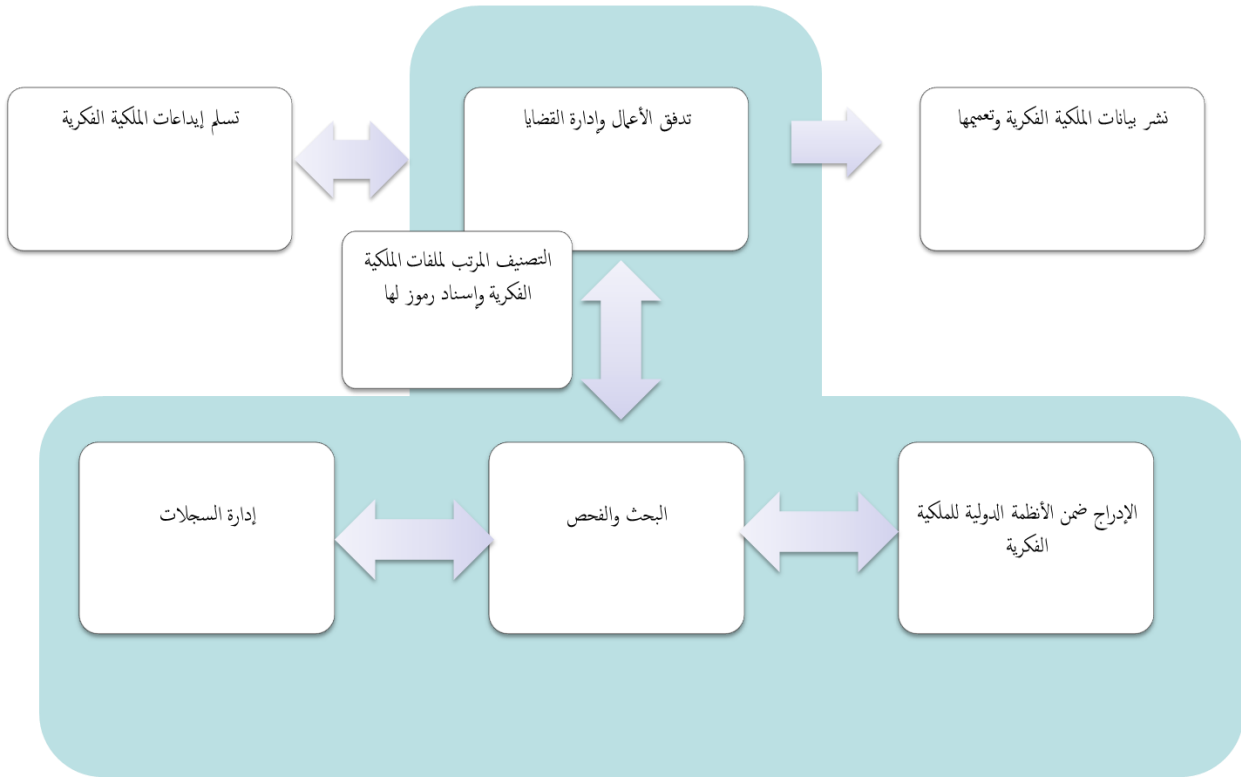 تسلم إيداعات الملكية الفكرية
تدفق الأعمال وإدارة القضايا
نشر بيانات الملكية الفكرية وتعميمها
التصنيف المرتب لملفات الملكية
الفكرية وإسناد رموز لها
إدارة السجلات
البحث والفحص
الإدراج ضمن الأنظمة الدولية للملكية
الفكرية